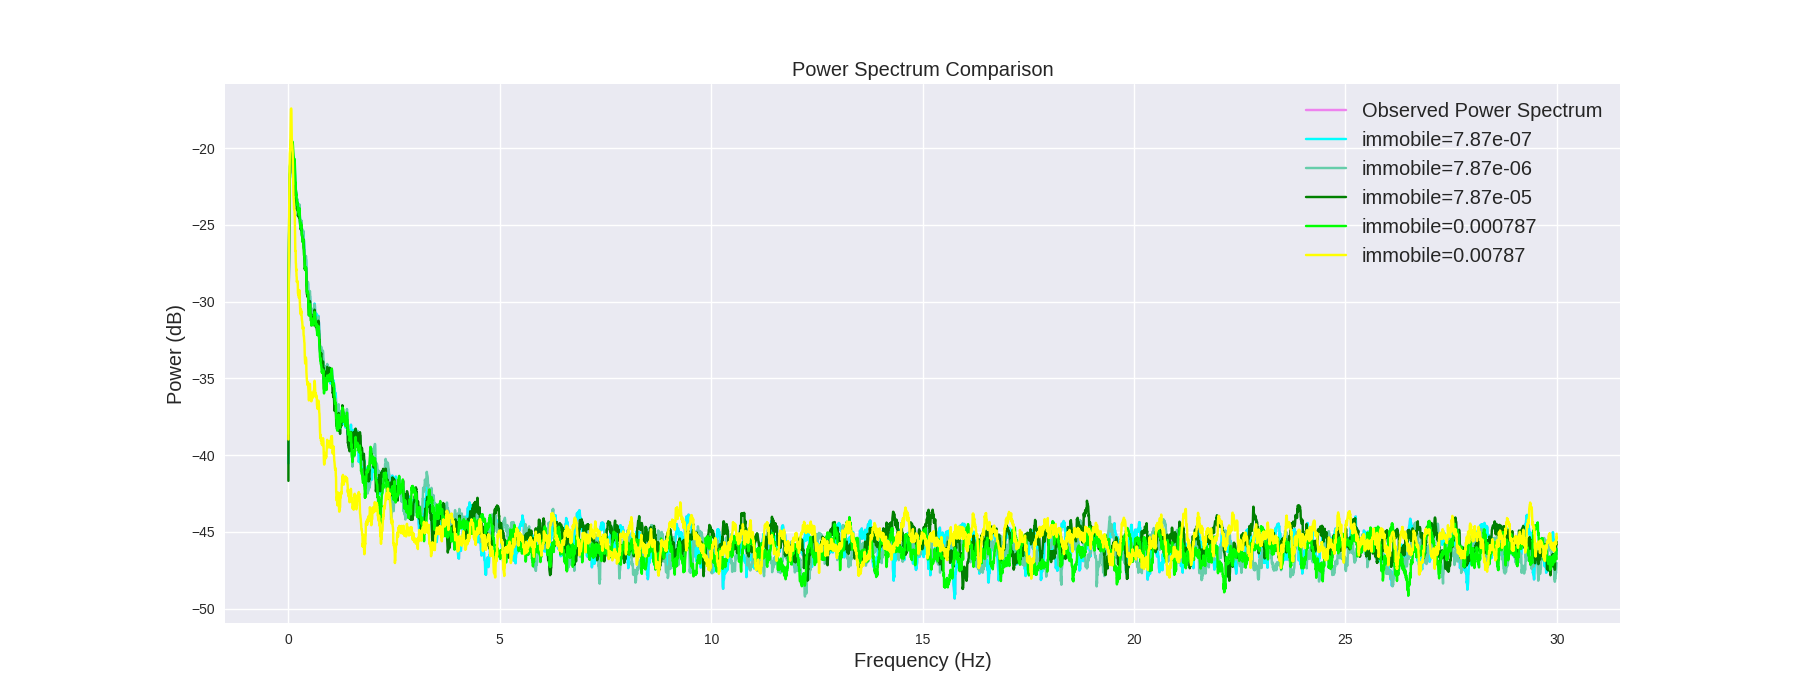 Power Spectrum Comparison
Observed Power Spectrum
immobile=7.87e-07
immobile=7.87e-06
immobile=7.87e-05
immobile=0.000787
immobile=0.00787
Power (dB)
−20
−25
−30
−35
−40
−45
−50
0 5 10 15 20 25 30
Frequency (Hz)